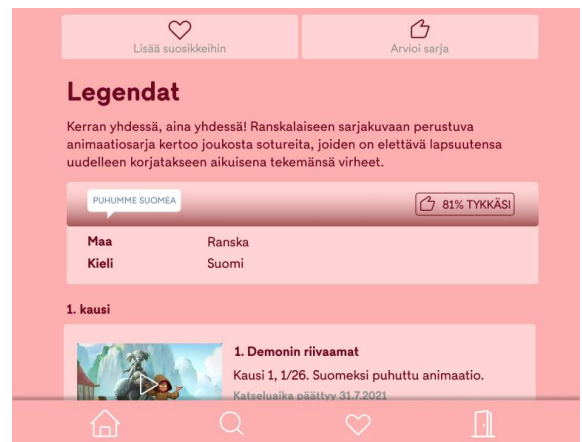 Lisää suosikkeihin
Arvioi sarja
Legendat
Kerran yhdessä, aina yhdessä! Ranskalaiseen sarjakuvaan perustuva
animaatiosarja kertoo joukosta sotureita, joiden on elettävä lapsuutensa
uudelleen korjatakseen aikuisena tekemänsä virheet.
PUHUMME SUOMEA
81% TYKKÄSI
Maa Ranska
Kieli Suomi
1. kausi
1. Demonin riivaamat
Kausi 1, 1/26. Suomeksi puhuttu animaatio.
Katseluaika päättyy 31.7.2021